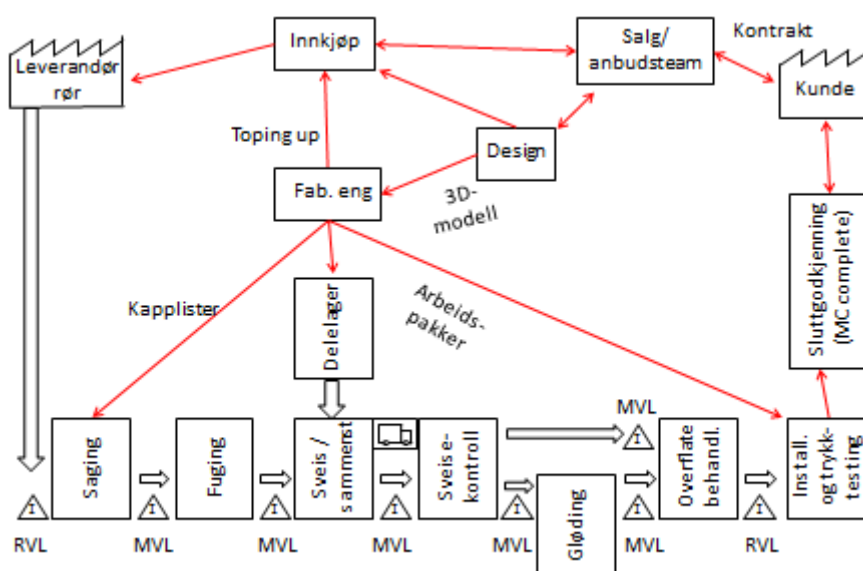 Leverandør
rør
Innkjøp
Salg/
anbudsteam
Kontrakt
Kunde
Toping up
Design
Fab. eng
3D-
modell
Kapplister
Delelager
Arbeids-
pakker
Sluttgodkjenning
(MC complete)
Saging
Fuging
Sveis /
sammenst
Sveise-
kontroll
Gløding
MVL
I
Overflate
behandl.
Install.
og trykk-
testing
I
I
I
I
I
I
I
RVL
MVL
MVL
MVL
MVL
MVL
RVL